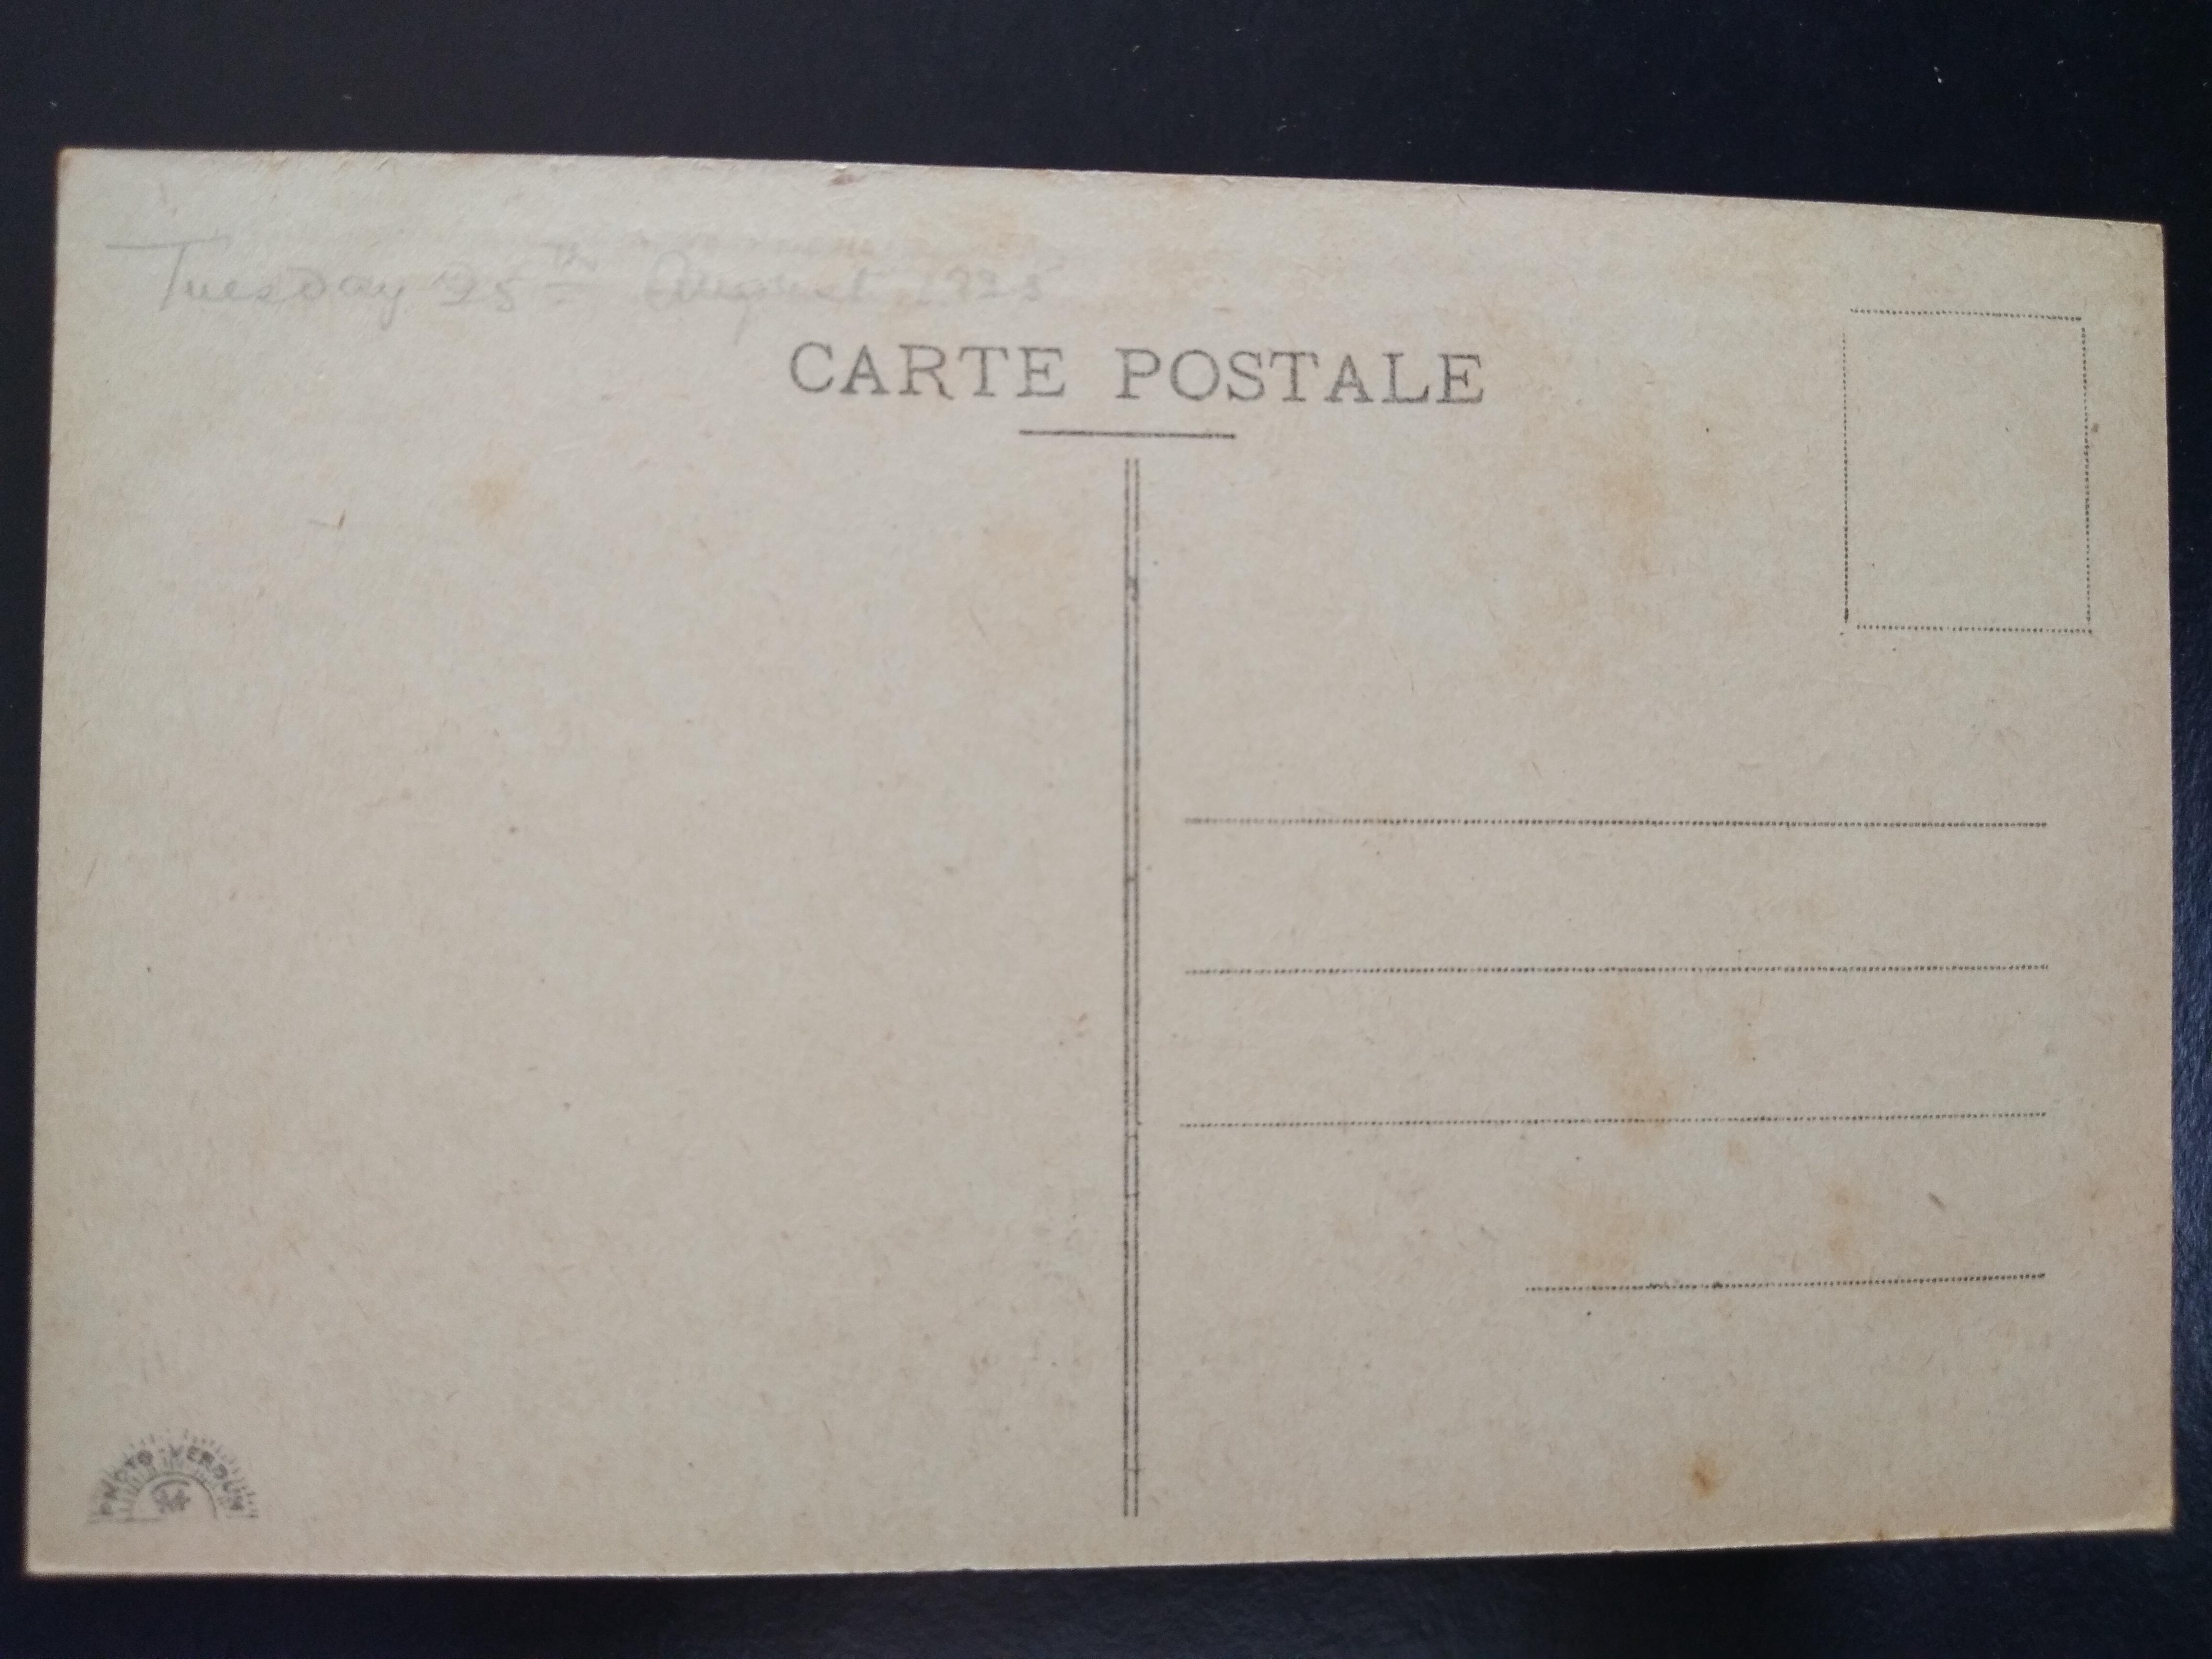 Tuesday 25th August 1925
CARTE POSTALE
PHOTO-VERDUN